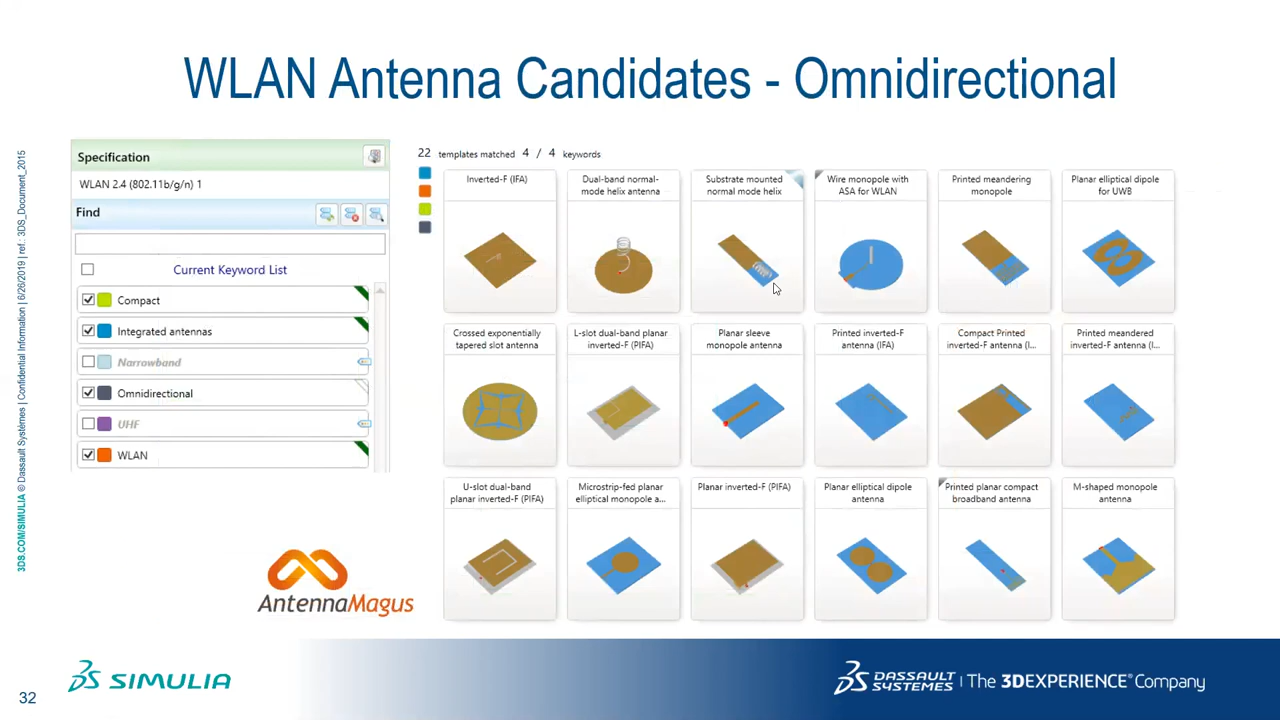 WLAN Antenna Candidates - Omnidirectional
3DS.COM/SIMULIA © Dassault Systèmes | Confidential Information | 6/26/2019 | ref.: 3DS_Document_2015
Specification
WLAN 2.4 (802.11b/g/n) 1
Find
Current Keyword List
Compact
Integrated antennas
Narrowband
Omnidirectional
UHF
WLAN
AntennaMagus
22 templates matched 4 / 4 keywords
Inverted-F (IFA)
Dual-band normal-
mode helix antenna
Substrate mounted
normal mode helix
Wire monopole with
ASA for WLAN
Printed meandering
monopole
Planar elliptical dipole
for UWB
Crossed exponentially
tapered slot antenna
L-slot dual-band planar
inverted-F (PIFA)
Planar sleeve
monopole antenna
Printed inverted-F
antenna (IFA)
Compact Printed
inverted-F antenna (I...
Printed meandered
inverted-F antenna (I...
U-slot dual-band
planar inverted-F (PIFA)
Microstrip-fed planar
elliptical monopole a...
Planar inverted-F (PIFA)
Planar elliptical dipole
antenna
Printed planar compact
broadband antenna
M-shaped monopole
antenna
32
SIMULIA
DASSAULT
SYSTEMES | The 3DEXPERIENCE® Company